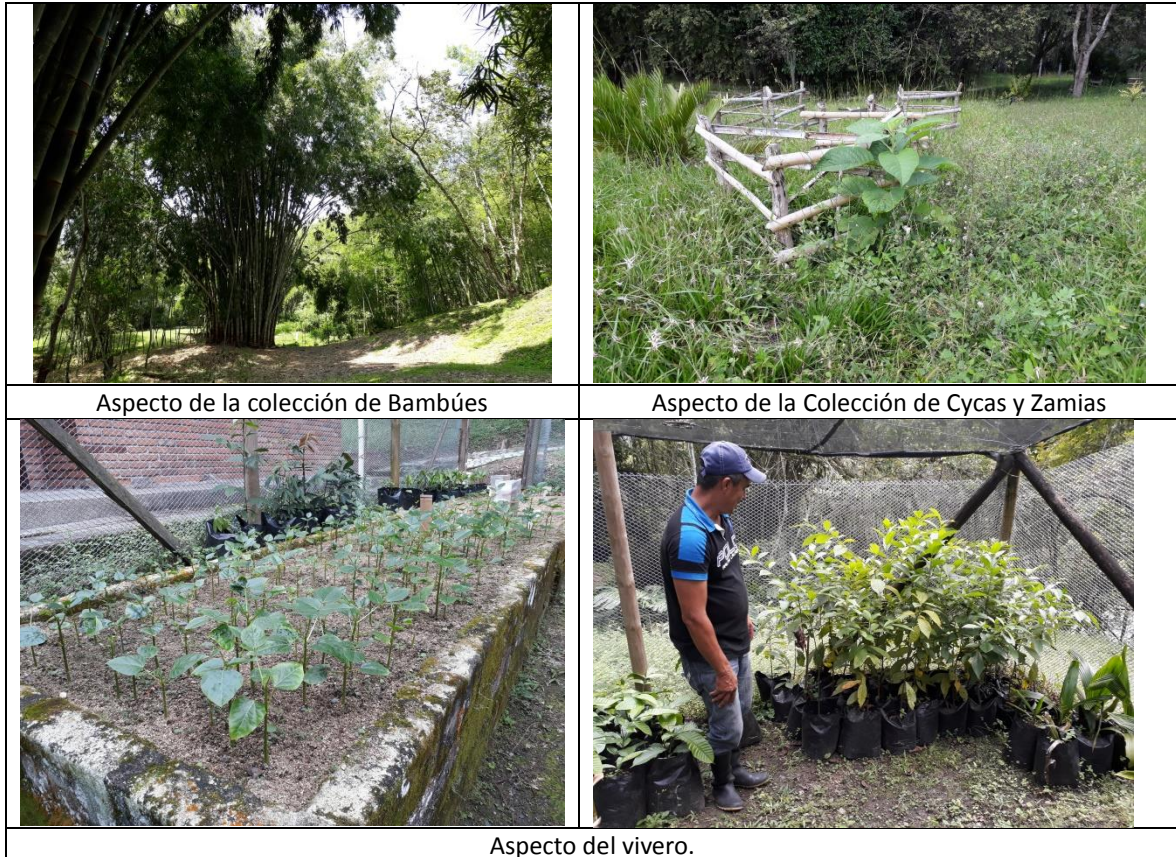 Aspecto de la colección de Bambúes
Aspecto de la Colección de Cycas y Zamias
Aspecto del vivero.